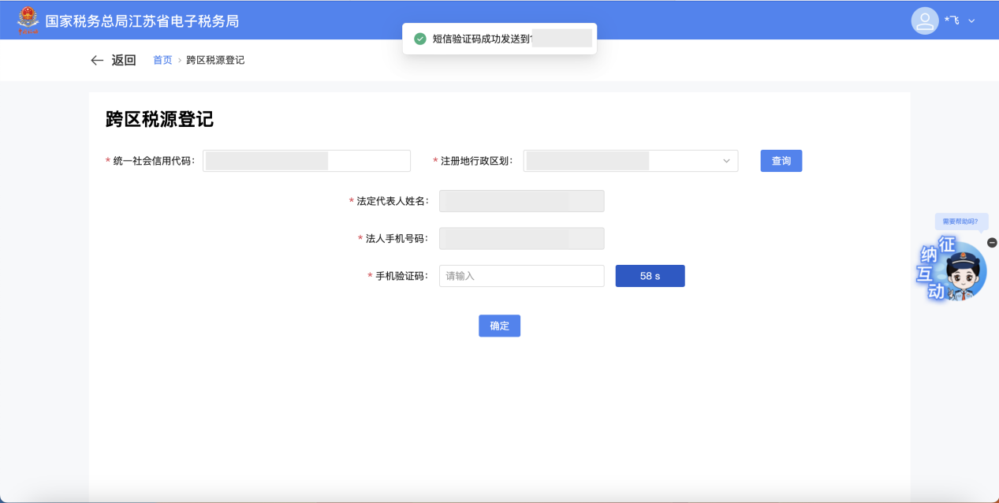 国家税务总局江苏省电子税务局
*飞
短信验证码成功发送到
返回 首页 › 跨区税源登记
跨区税源登记
* 统一社会信用代码:
* 注册地行政区划:
查询
* 法定代表人姓名:
* 法人手机号码:
* 手机验证码: 请输入 58 s
确定
需要帮助吗?
征纳互动